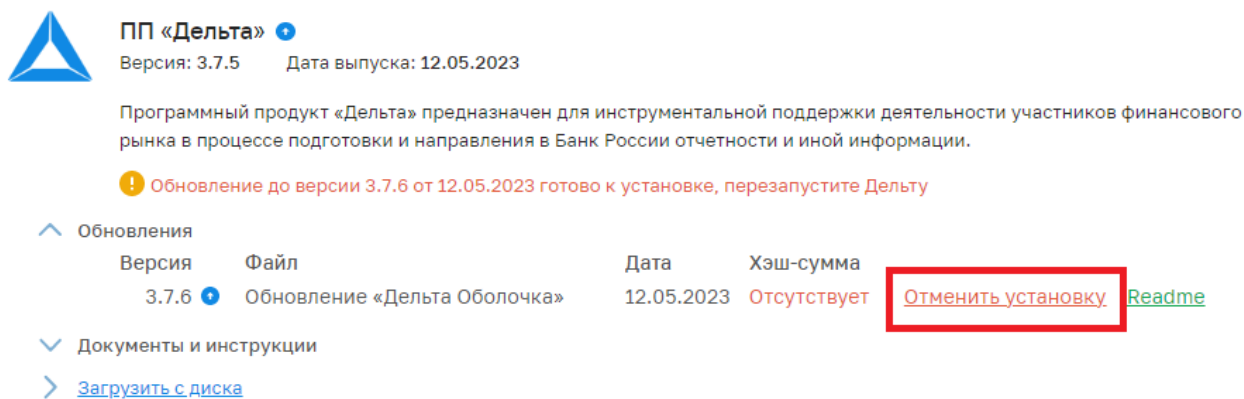 ПП «Дельта»
Версия: 3.7.5 Дата выпуска: 12.05.2023
Программный продукт «Дельта» предназначен для инструментальной поддержки деятельности участников финансового
рынка в процессе подготовки и направления в Банк России отчетности и иной информации.
Обновление до версии 3.7.6 от 12.05.2023 готово к установке, перезапустите Дельту
Обновления
Версия Файл Дата Хэш-сумма
3.7.6 Обновление «Дельта Оболочка» 12.05.2023 Отсутствует Отменить установку Readme
Документы и инструкции
Загрузить с диска